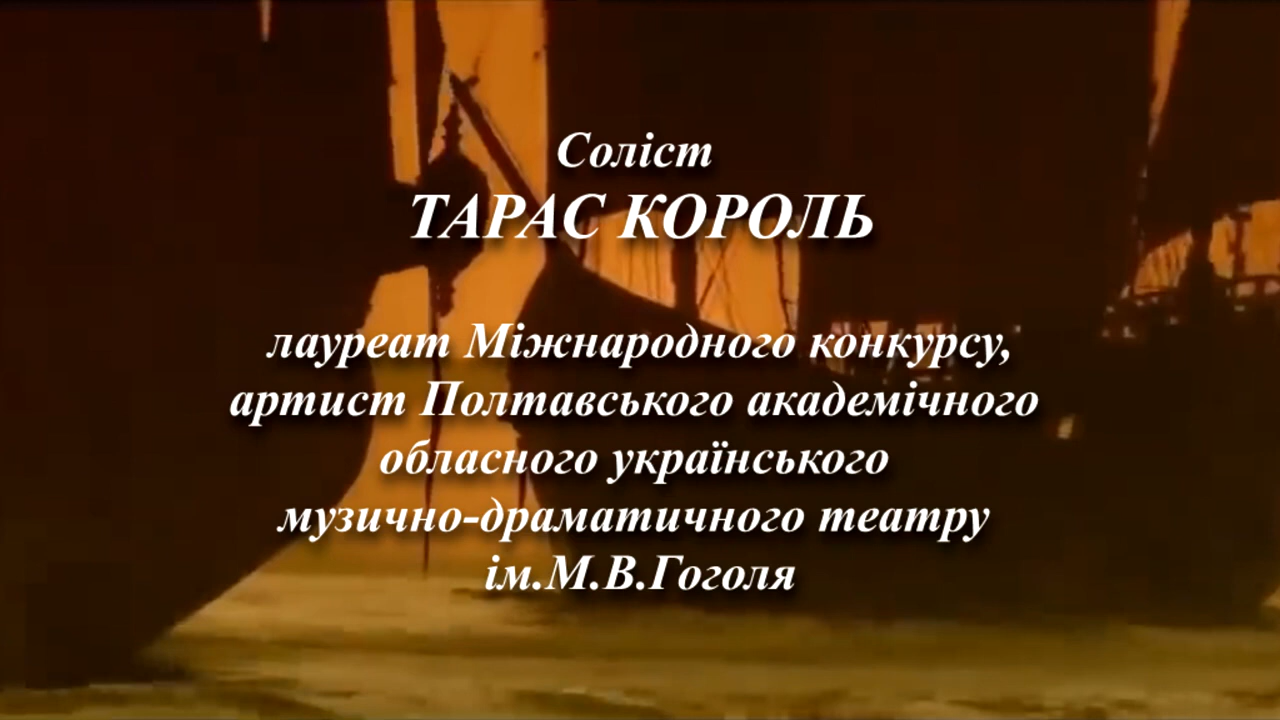 Соліст
ТАРАС КОРОЛЬ
лауреат Міжнародного конкурсу,
артист Полтавського академічного
обласного українського
музично-драматичного театру
ім.М.В.Гоголя